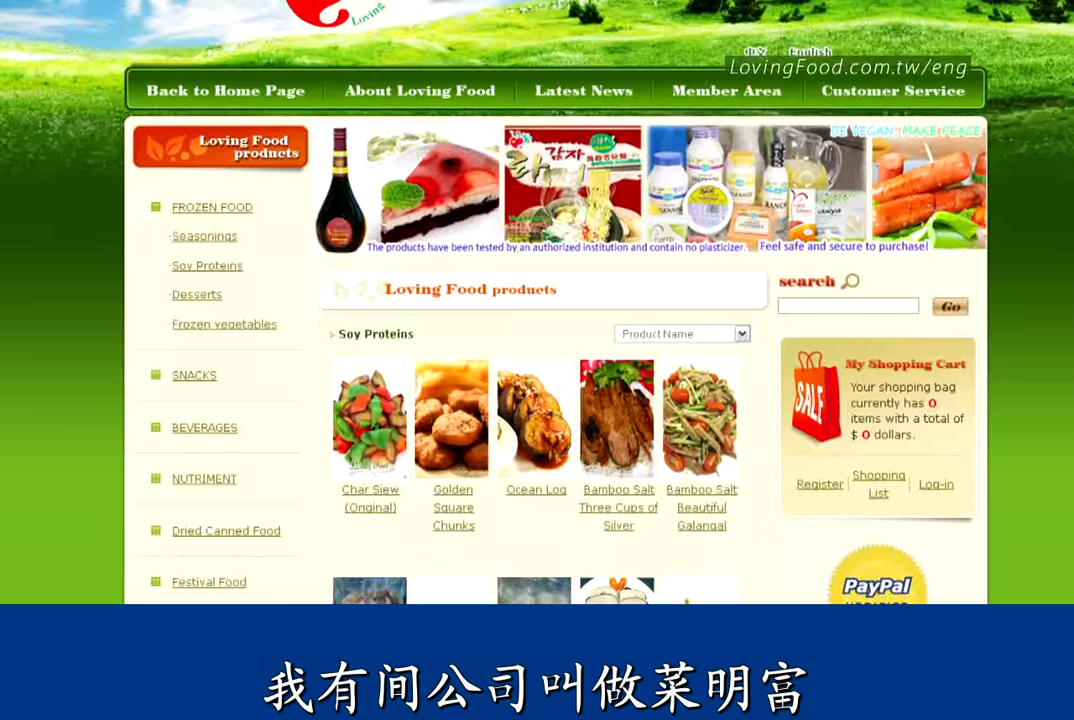 Loving
中文 English
LovingFood.com.tw/eng
Back to Home Page About Loving Food Latest News Member Area Customer Service
Loving Food
products
BE VEGAN MAKE PEACE
감자
라
The products have been tested by an authorized institution and contain no plasticizer. Feel safe and secure to purchase!
FROZEN FOOD
Seasonings
Soy Proteins
Desserts
Frozen vegetables
SNACKS
BEVERAGES
NUTRIMENT
Dried Canned Food
Festival Food
Loving Food products
Soy Proteins
Product Name
Char Siew
(Original)
Golden
Square
Chunks
Ocean Log
Bamboo Salt
Three Cups of
Silver
Bamboo Salt
Beautiful
Galangal
search
Go
SALE
My Shopping Cart
Your shopping bag
currently has 0
items with a total of
$ 0 dollars.
Register
Shopping
List
Log-in
PayPal
我有间公司叫做菜明富